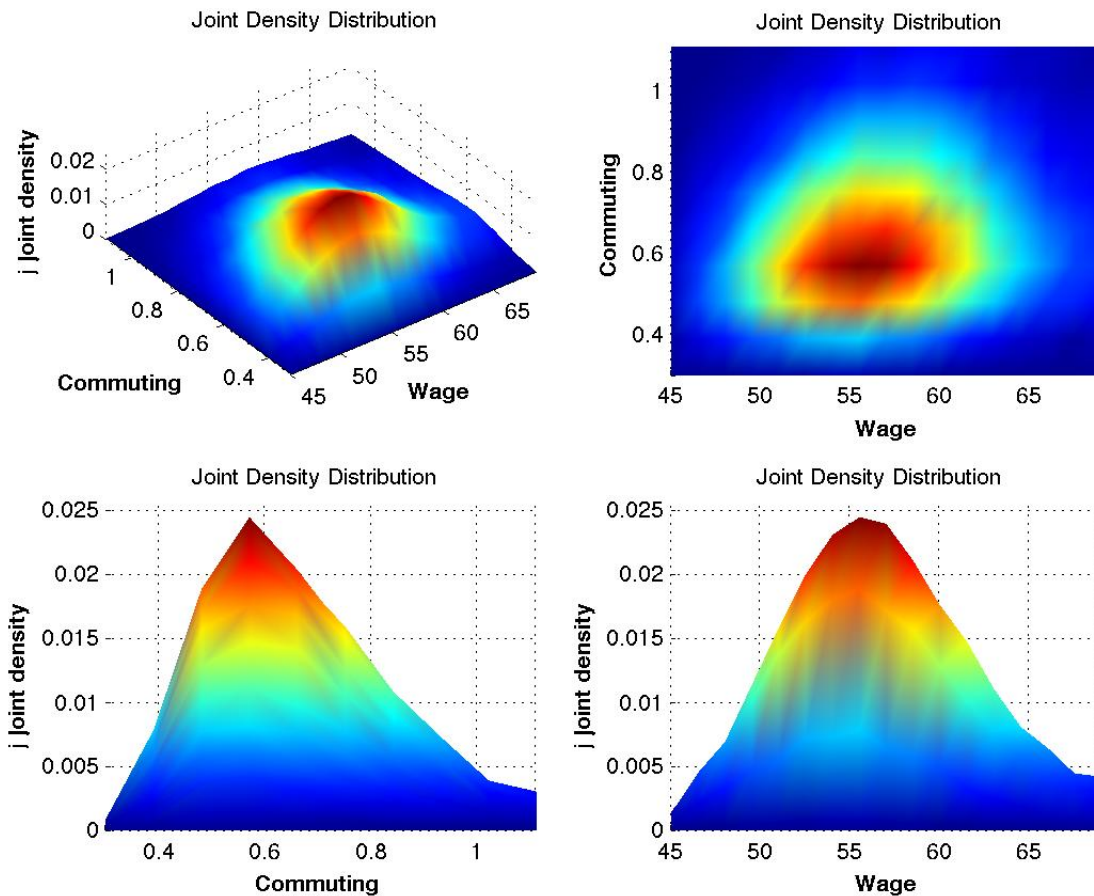 Joint Density Distribution
j joint density
0.02
0.01
0
1
0.8
0.6
0.4
Commuting
45
50
55
60
65
Wage
Joint Density Distribution
Commuting
1
0.8
0.6
0.4
45 50 55 60 65
Wage
Joint Density Distribution
j joint density
0.025
0.02
0.015
0.01
0.005
0
0.4 0.6 0.8 1
Commuting
Joint Density Distribution
j joint density
0.025
0.02
0.015
0.01
0.005
0
45 50 55 60 65
Wage